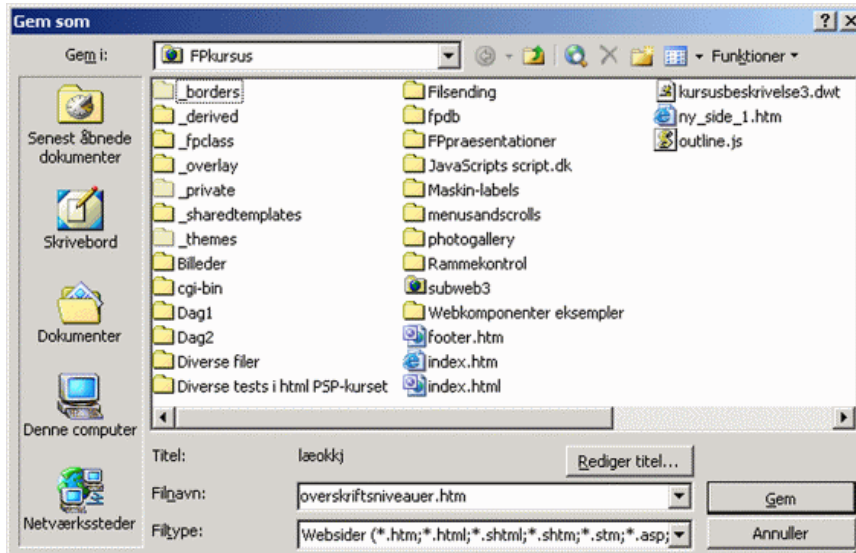 Gem som
Gem i:
FPkursus
Funktioner
Senest åbnede
dokumenter
Skrivebord
Dokumenter
Denne computer
Netværkssteder
_borders
_derived
_fpclass
_overlay
_private
_sharedtemplates
_themes
Billeder
cgi-bin
Dag1
Dag2
Diverse filer
Diverse tests i html PSP-kurset
Filsending
fpdb
FPpraesentationer
JavaScripts script.dk
Maskin-labels
menusandscrolls
photogallery
Rammekontrol
subweb3
Webkomponenter eksempler
footer.htm
index.htm
index.html
kursusbeskrivelse3.dwt
ny_side_1.htm
outline.js
Titel:
læokkj
Rediger titel...
Filnavn:
overskriftsniveauer.htm
Gem
Filtype:
Websider (*.htm;*.html;*.shtml;*.shtm;*.stm;*.asp;
Annuller